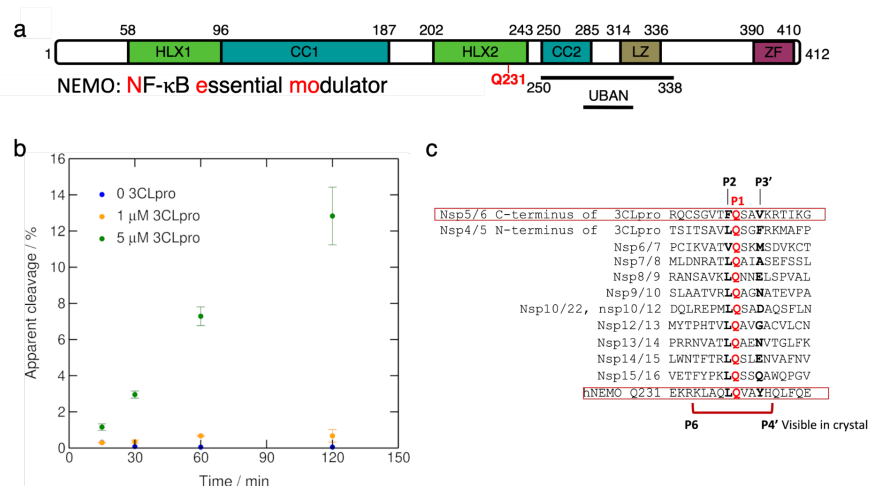 a
58 96 187 202 243 250 285 314 336 390 410
1 HLX1 CC1 HLX2 CC2 LZ ZF 412
Q231
NEMO: NF-κB essential modulator
250 338
UBAN
b
16
14
12
10
8
6
4
2
0
0 3CLpro
1 μM 3CLpro
5 μM 3CLpro
Apparent cleavage / %
0 30 60 90 120 150
Time / min
c
P2 P3′
P1
Nsp5/6 C-terminus of 3CLpro RQCSGVTFQSAVKRTIKG
Nsp4/5 N-terminus of 3CLpro TSITSAVLQSGFRKMAFP
Nsp6/7 PCIKVATVQSKMSDVKCT
Nsp7/8 MLDNRATLQAIASEFSSL
Nsp8/9 RANSAVKLQNNELSPVAL
Nsp9/10 SLAATVRLQAGNATEVPA
Nsp10/22, nsp10/12 DQLREPMLQSADAQSFLN
Nsp12/13 MYTPHTVLQAVGACVLCN
Nsp13/14 PRRNVATLQAENVTGLFK
Nsp14/15 LWNTFTRLQSLENVAFNV
Nsp15/16 VETFYPKLQSSQAWQPGV
hNEMO Q231 EKRKLAQLQVAYHQLFQE
P6 P4′ Visible in crystal